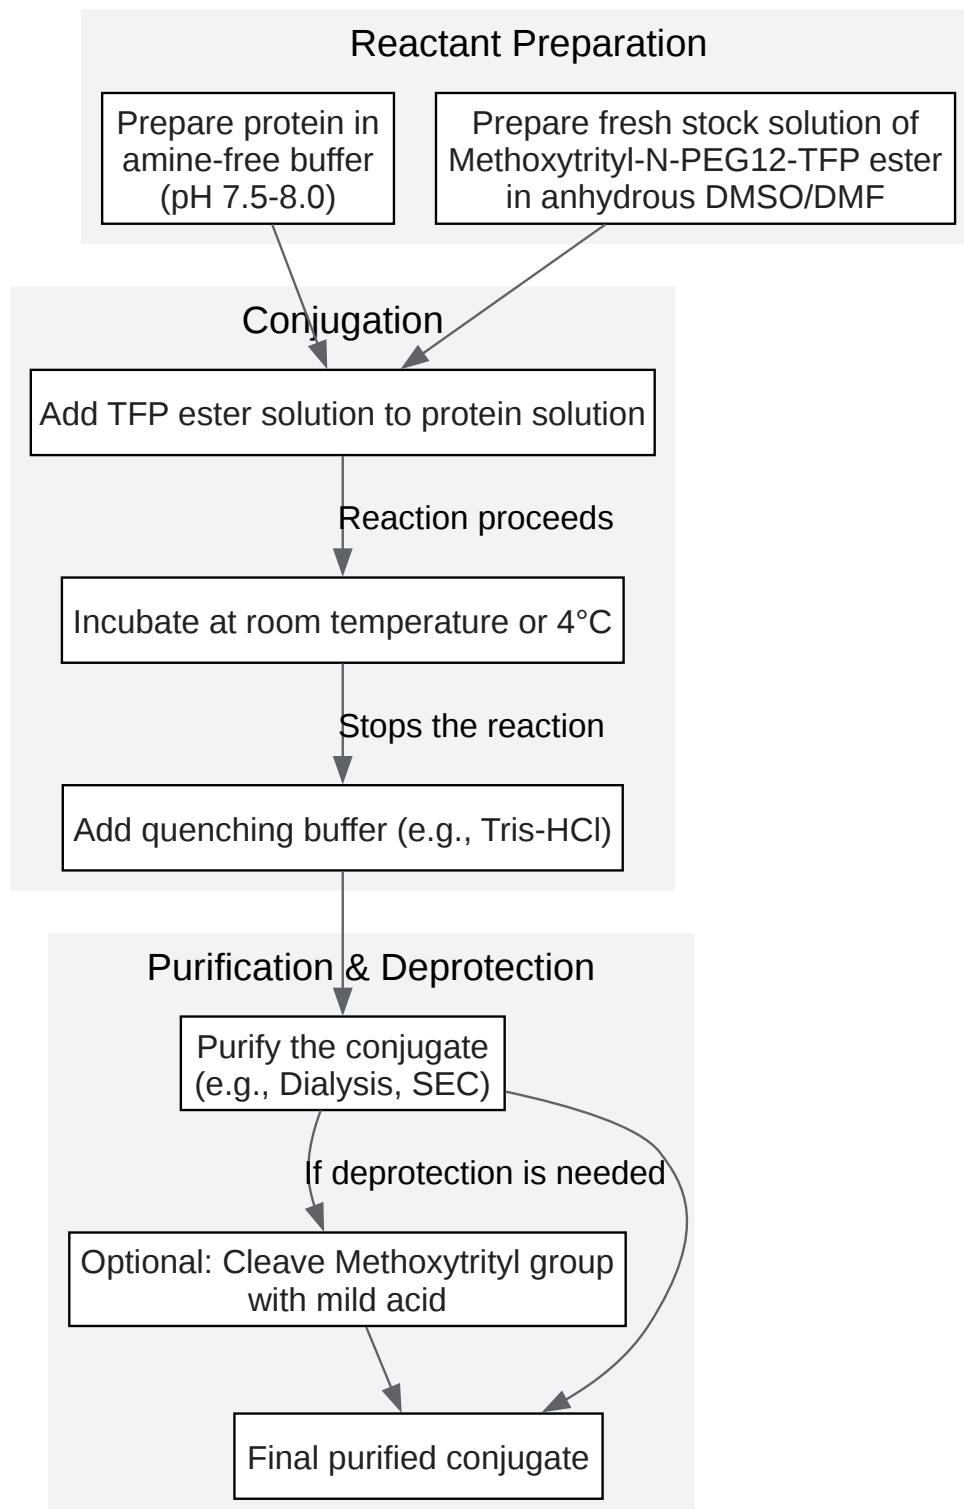 Reactant Preparation
Prepare protein in
amine-free buffer
(pH 7.5-8.0)
Prepare fresh stock solution of
Methoxytrityl-N-PEG12-TFP ester
in anhydrous DMSO/DMF
Conjugation
Add TFP ester solution to protein solution
Reaction proceeds
Incubate at room temperature or 4°C
Stops the reaction
Add quenching buffer (e.g., Tris-HCl)
Purification & Deprotection
Purify the conjugate
(e.g., Dialysis, SEC)
If deprotection is needed
Optional: Cleave Methoxytrityl group
with mild acid
Final purified conjugate